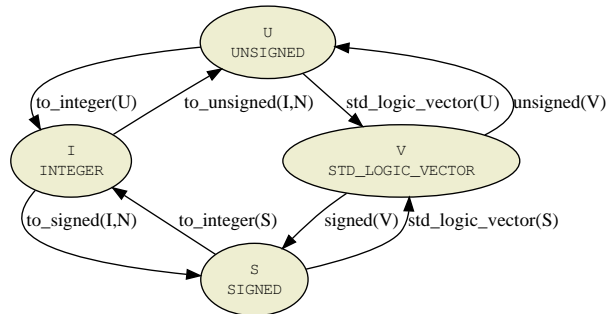 U
UNSIGNED
to_integer(U)
to_unsigned(I,N)
std_logic_vector(U)
unsigned(V)
I
INTEGER
V
STD_LOGIC_VECTOR
to_signed(I,N)
to_integer(S)
signed(V)
std_logic_vector(S)
S
SIGNED